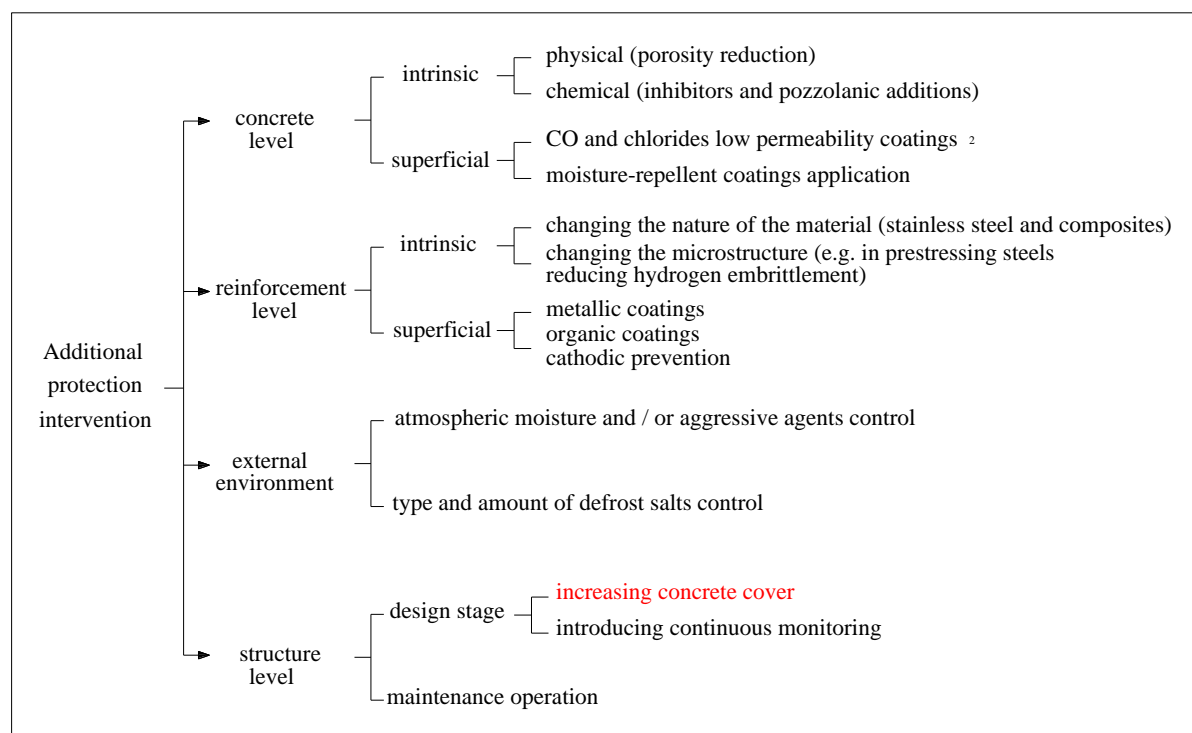 physical (porosity reduction)
intrinsic
chemical (inhibitors and pozzolanic additions)
concrete
level
CO and chlorides low permeability coatings 2
superficial
moisture-repellent coatings application
changing the nature of the material (stainless steel and composites)
intrinsic
changing the microstructure (e.g. in prestressing steels
reducing hydrogen embrittlement)
reinforcement
level
metallic coatings
superficial
organic coatings
cathodic prevention
Additional
protection
intervention
atmospheric moisture and / or aggressive agents control
external
environment
type and amount of defrost salts control
increasing concrete cover
design stage
introducing continuous monitoring
structure
level
maintenance operation